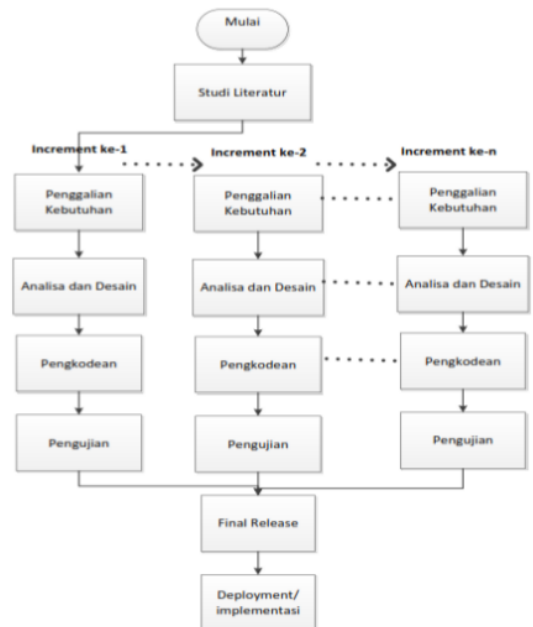 Mulai
Studi Literatur
Increment ke-1
Increment ke-2
Increment ke-n
Penggalian
Kebutuhan
Penggalian
Kebutuhan
Penggalian
Kebutuhan
Analisa dan Desain
Analisa dan Desain
Analisa dan Desain
Pengkodean
Pengkodean
Pengkodean
Pengujian
Pengujian
Pengujian
Final Release
Deployment/
implementasi